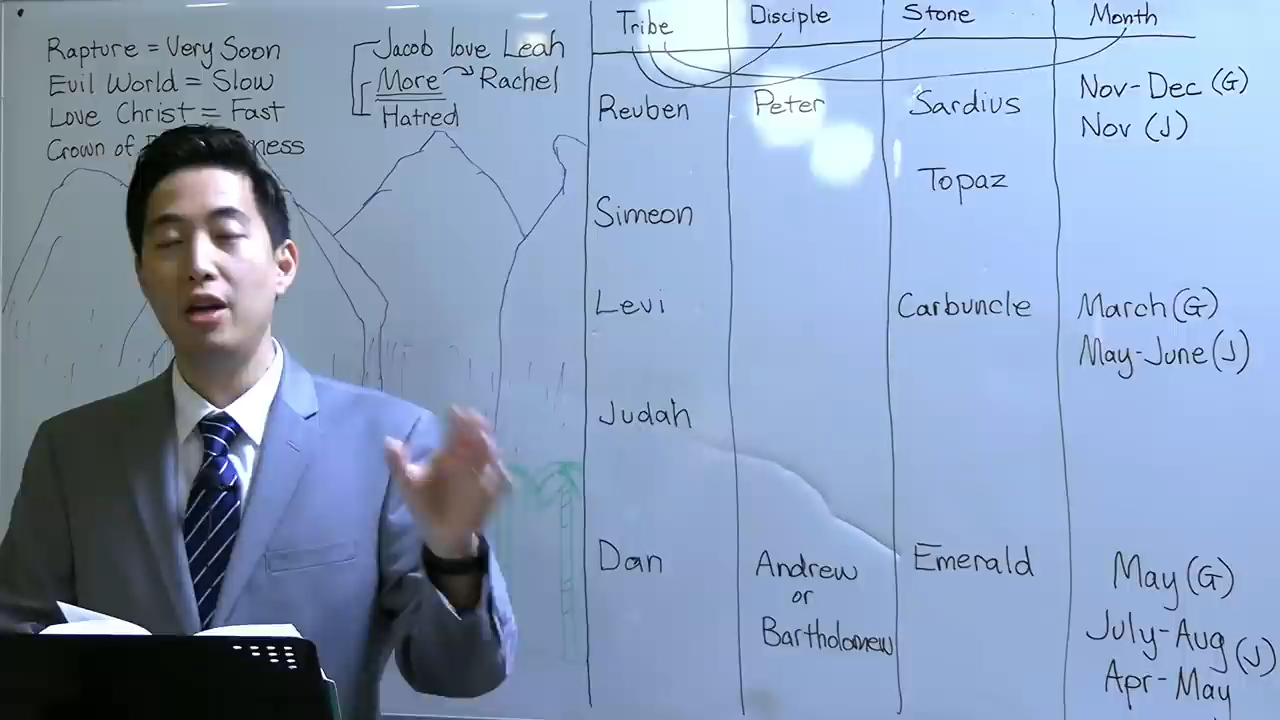 Rapture = Very Soon
Evil World = Slow
Love Christ = Fast
Crown of
Jacob love Leah
More Rachel
Hatred
Tribe Disciple Stone Month
Reuben Peter Sardius Nov-Dec (G)
Nov (J)
Simeon Topaz
Levi Carbuncle March (G)
May-June (J)
Judah
Dan Andrew Emerald May (G)
or
Bartholomew July-Aug (J)
Apr-May